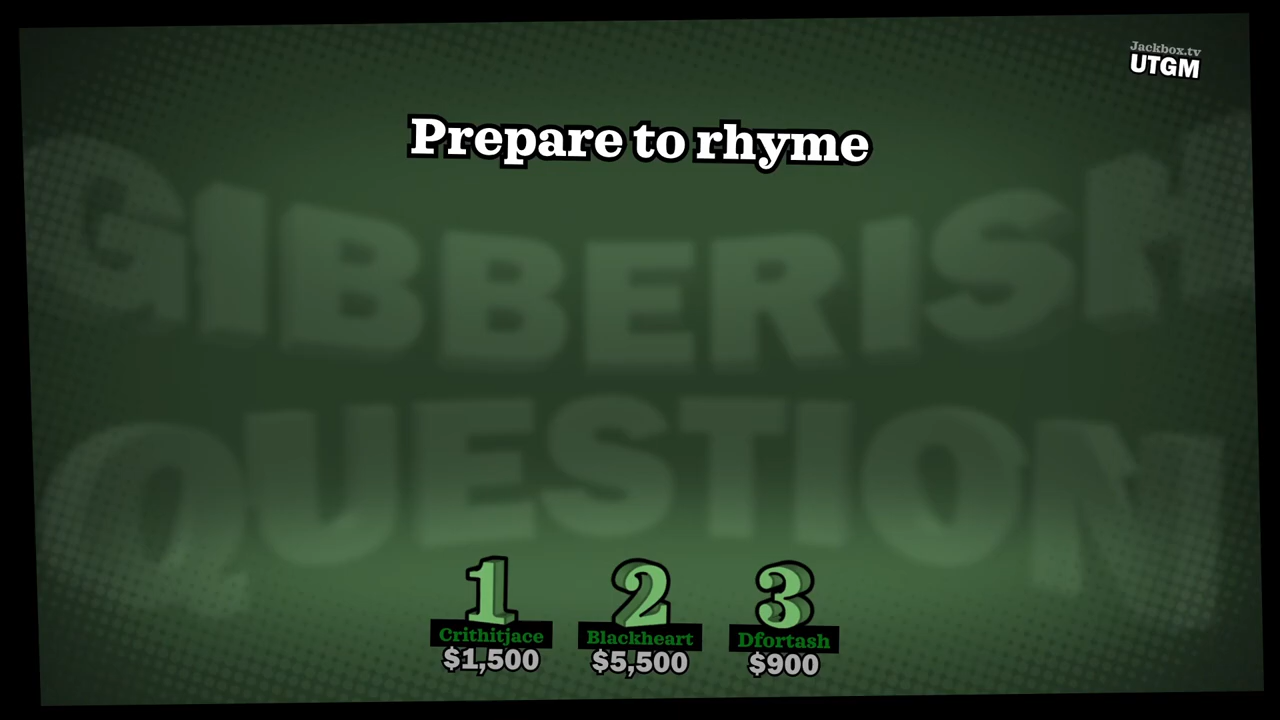 Jackbox.tv
UTGM
Prepare to rhyme
GIBBERISH
QUESTION
1
2
3
Crithitjace
Blackheart
Dfortash
$1,500
$5,500
$900